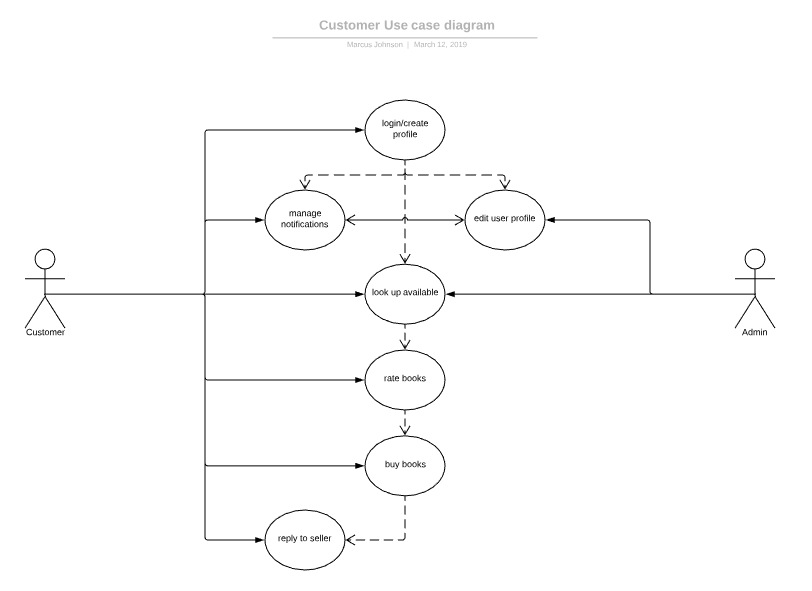 Customer Use case diagram
Marcus Johnson | March 12, 2019
login/create
profile
manage
notifications
edit user profile
look up available
Customer
Admin
rate books
buy books
reply to seller